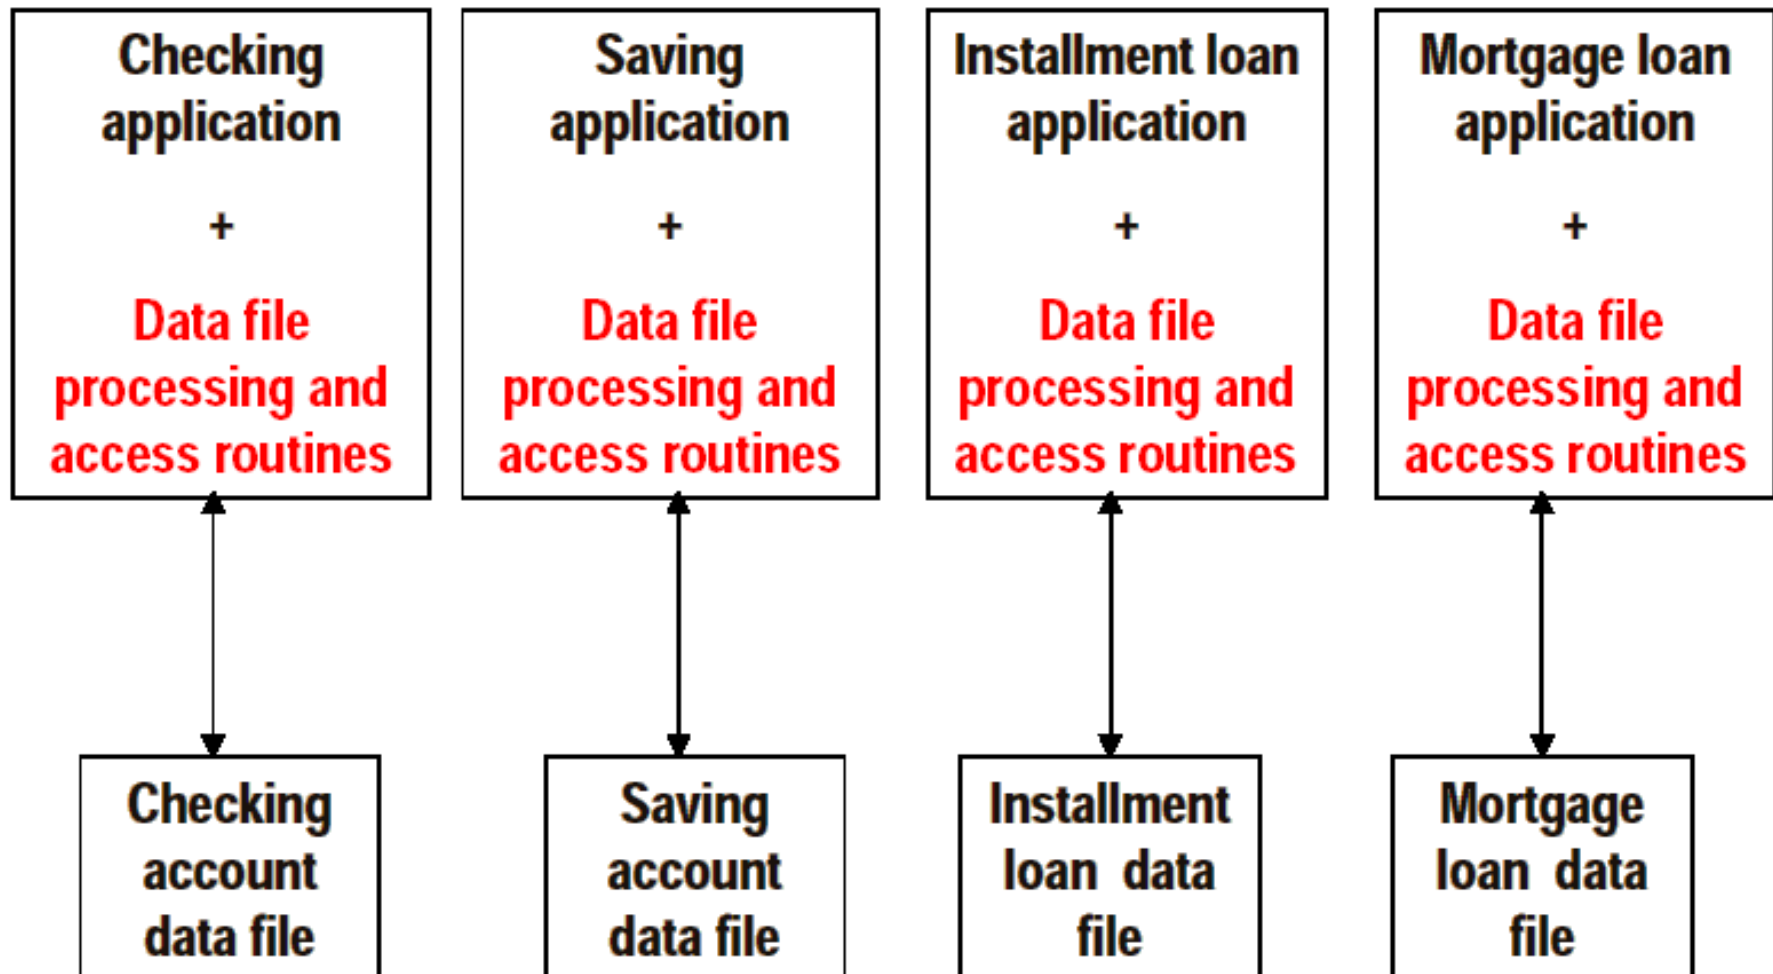 Checking
application
+
Data file
processing and
access routines
Saving
application
+
Data file
processing and
access routines
Installment loan
application
+
Data file
processing and
access routines
Mortgage loan
application
+
Data file
processing and
access routines
Checking
account
data file
Saving
account
data file
Installment
loan data
file
Mortgage
loan data
file